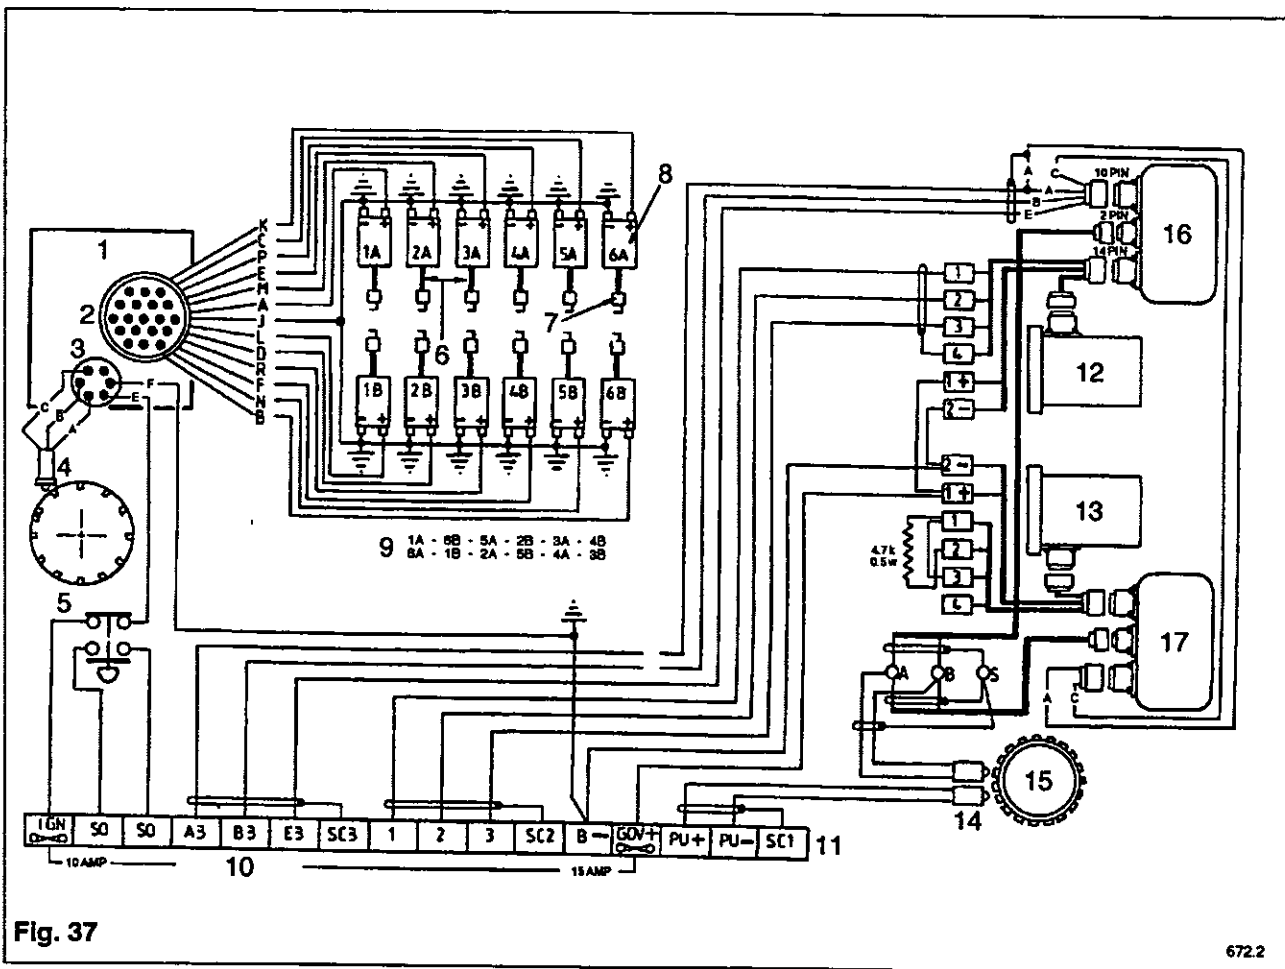 1
2
3
4
5
6
7
8
K
C
P
E
M
A
J
L
D
R
F
N
B
F
E
C
B
A
1A 2A 3A 4A 5A 6A
1B 2B 3B 4B 5B 6B
9 1A - 6B - 5A - 2B - 3A - 4B
6A - 1B - 2A - 5B - 4A - 3B
A
C
A
B
E
10 PIN
2 PIN
14 PIN
16
1
2
3
4
1+
2-
12
2-
1+
1
2
3
4
4.7k
0.5w
13
17
A B S
A C
15
14
IGN SO SO A3 B3 E3 SC3 1 2 3 SC2 B- GOV+ PU+ PU- SC1 11
10 AMP 10 15 AMP
Fig. 37
672.2